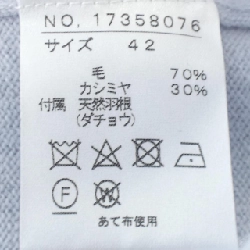 NO. 17358076
サイズ 42
毛 70%
カシミヤ 30%
付属 天然羽根
(ダチョウ)
F W
あて布使用